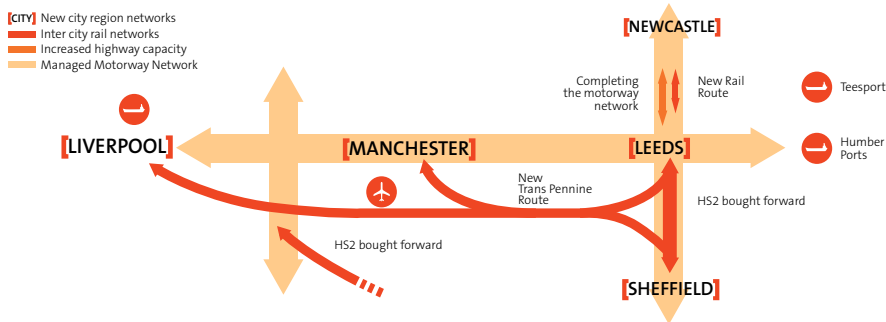 [CITY] New city region networks
Inter city rail networks
Increased highway capacity
Managed Motorway Network
[NEWCASTLE]
Completing
the motorway
network
New Rail
Route
Teesport
[LIVERPOOL]
[MANCHESTER]
[LEEDS]
Humber
Ports
New
Trans Pennine
Route
HS2 bought forward
HS2 bought forward
[SHEFFIELD]